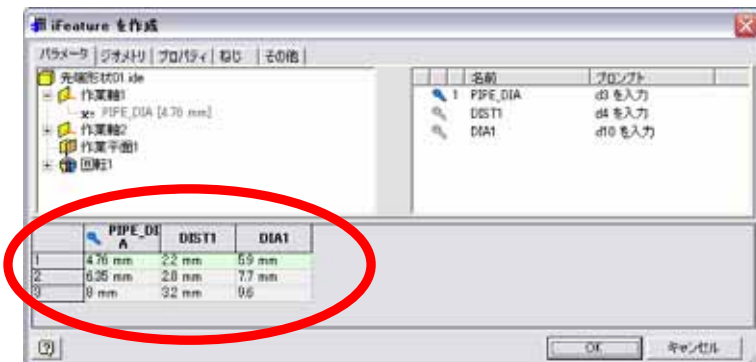 iFeature を作成
パラメータ ジオメトリ プロパティ ねじ その他
先端形状01.ide
作業軸1
PIPE_DIA [4.76 mm]
作業軸2
作業平面1
回転1
名前 プロンプト
1 PIPE_DIA d3 を入力
DIST1 d4 を入力
DIA1 d10 を入力
PIPE_DIA DIST1 DIA1
1 4.76 mm 2.2 mm 5.9 mm
2 6.35 mm 2.8 mm 7.7 mm
3 8 mm 3.2 mm 9.6
OK キャンセル